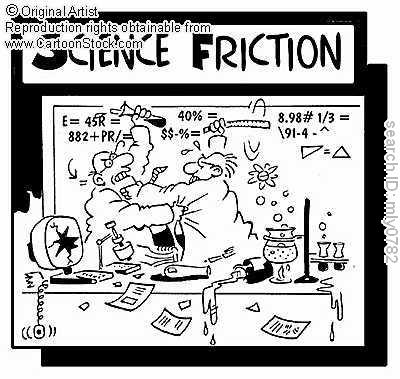 © Original Artist
Reproduction rights obtainable from
www.CartoonStock.com
SCIENCE FRICTION
E= 45R =
882+PR/=
40% =
$$-%=
8.98# 1/3 =
\91-4 -^
=
search ID: mly0782